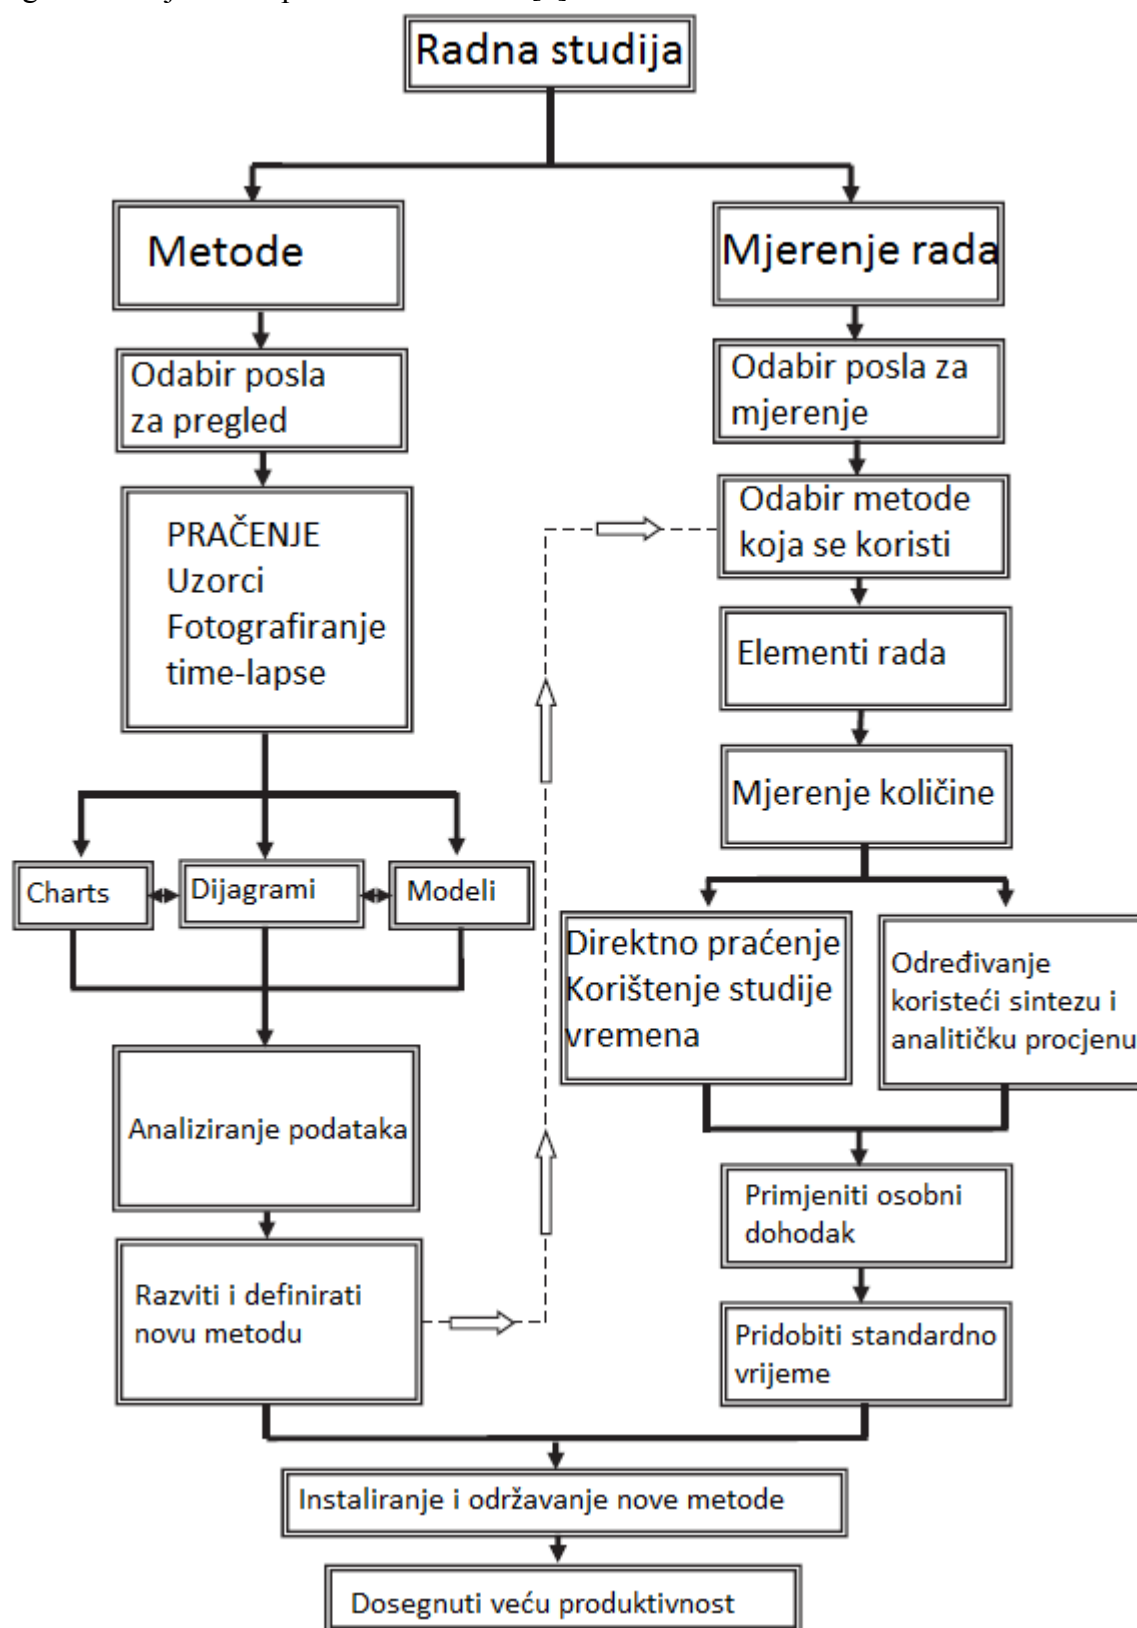 Radna studija
Metode
Odabir posla
za pregled
PRAČENJE
Uzorci
Fotografiranje
time-lapse
Charts
Dijagrami
Modeli
Analiziranje podataka
Razviti i definirati
novu metodu
Mjerenje rada
Odabir posla za
mjerenje
Odabir metode
koja se koristi
Elementi rada
Mjerenje količine
Direktno praćenje
Korištenje studije
vremena
Određivanje
koristeći sintezu i
analitičku procjenu
Primjeniti osobni
dohodak
Pridobiti standardno
vrijeme
Instaliranje i održavanje nove metode
Dosegnuti veću produktivnost